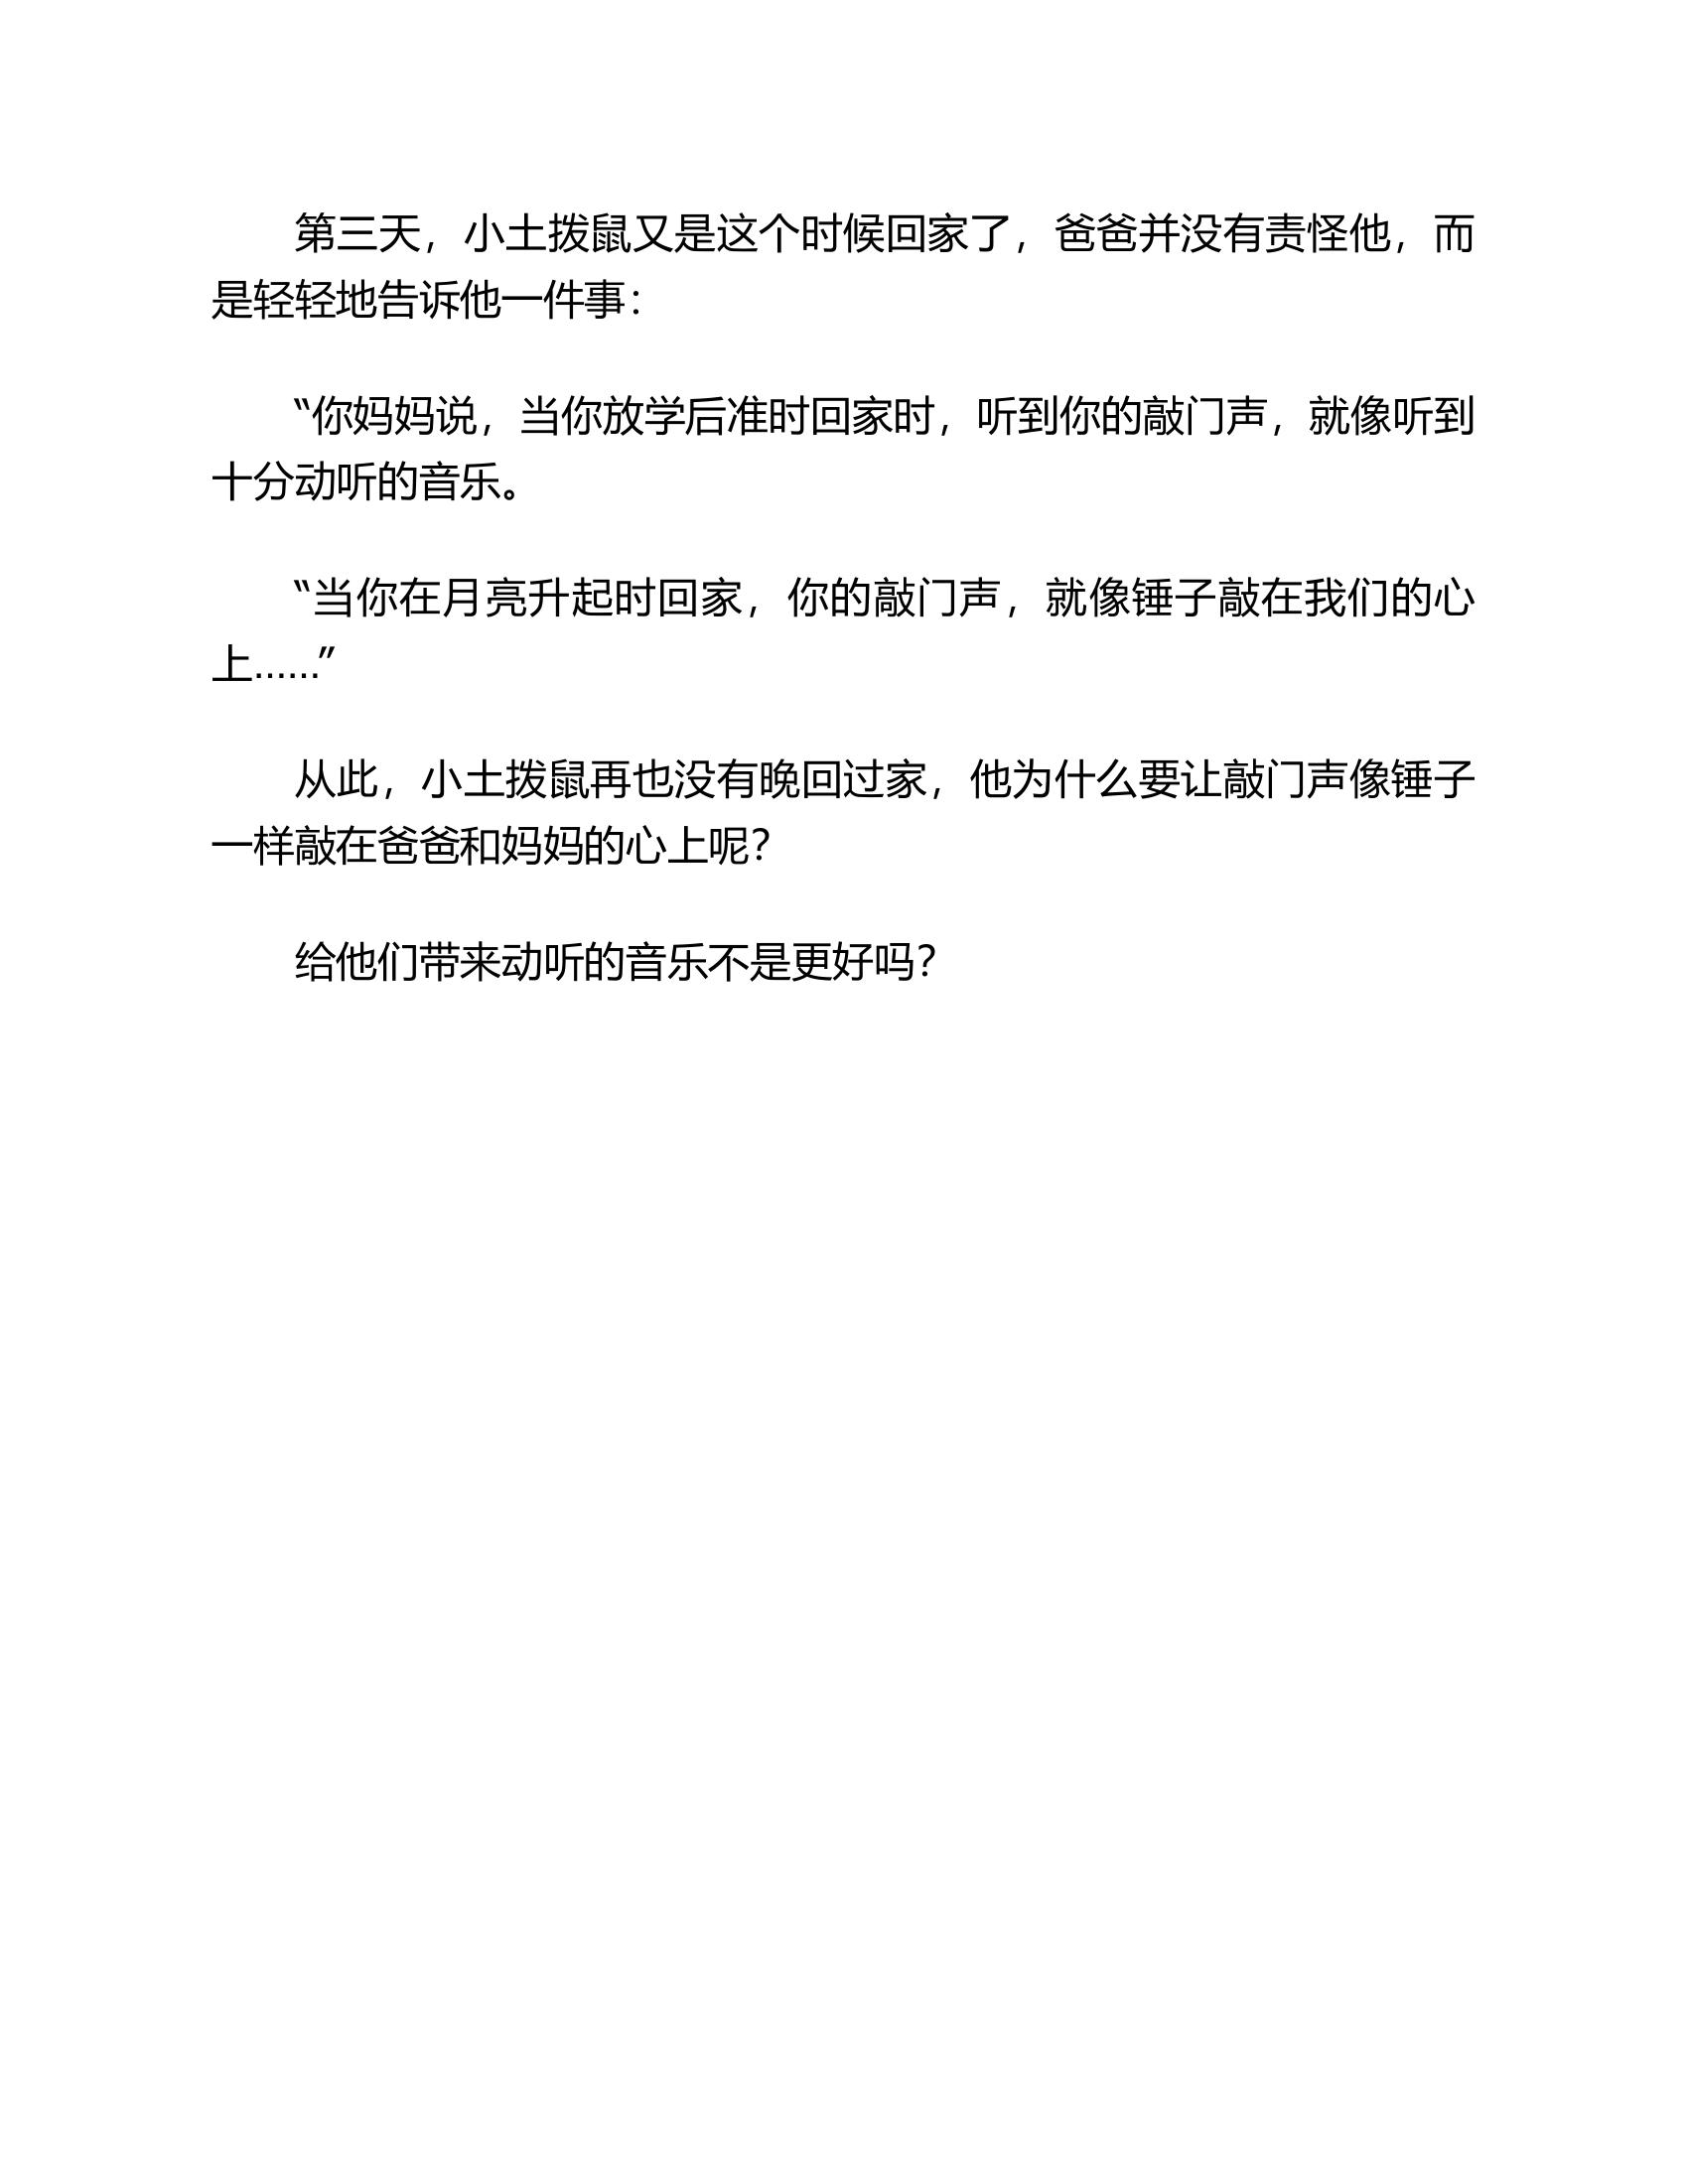 第三天，小土拨鼠又是这个时候回家了，爸爸并没有责怪他，而
是轻轻地告诉他一件事：
“你妈妈说，当你放学后准时回家时，听到你的敲门声，就像听到
十分动听的音乐。
“当你在月亮升起时回家，你的敲门声，就像锤子敲在我们的心
上……”
从此，小土拨鼠再也没有晚回过家，他为什么要让敲门声像锤子
一样敲在爸爸和妈妈的心上呢？
给他们带来动听的音乐不是更好吗？